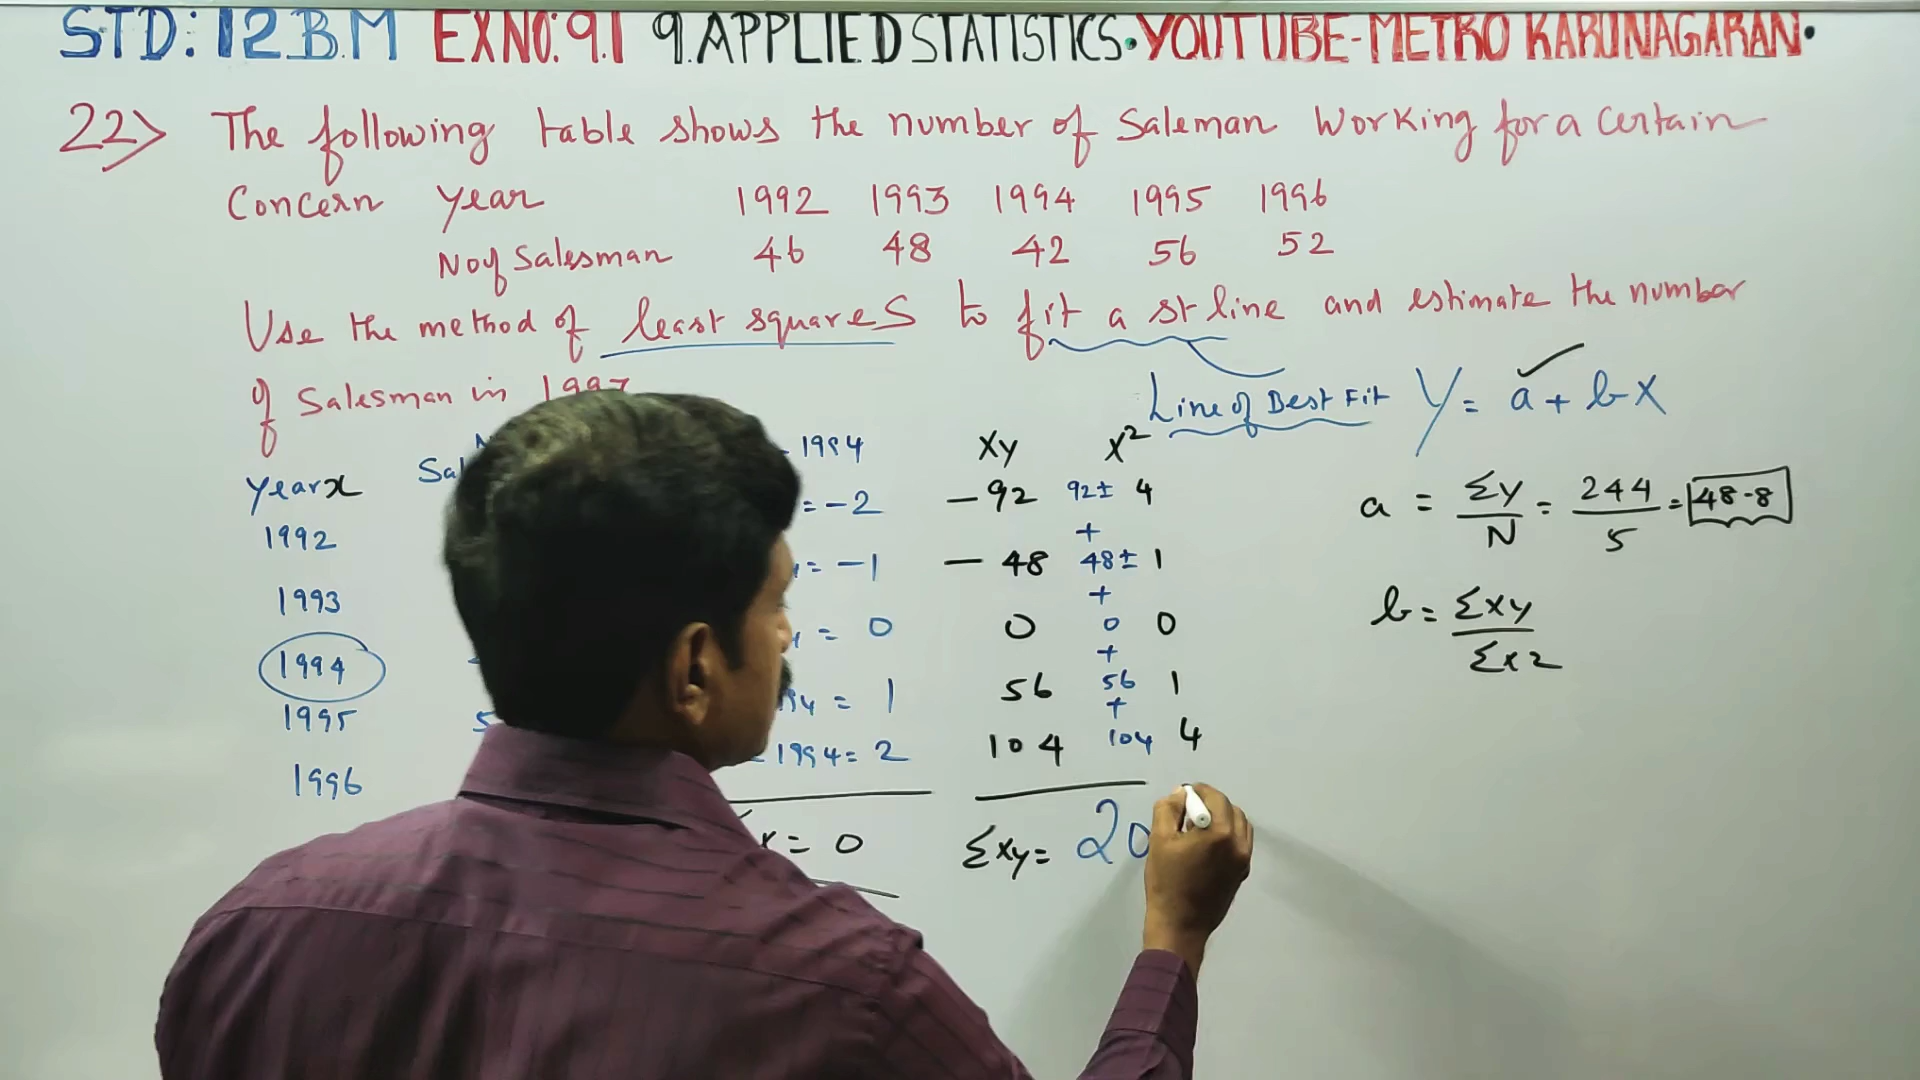 STD: 12 B.M EX NO: 9.1 9. APPLIED STATISTICS. YOUTUBE-METRO KARUNAGARAN.
22> The following table shows the number of Saleman Working for a certain
Concern Year 1992 1993 1994 1995 1996
No of Salesman 46 48 42 56 52
Use the method of least squares to fit a st line and estimate the number
of Salesman in 1997
Line of Best Fit Y = a + bX
Year x 1994 Xy X²
1992 = -2 -92 92± 4
+
1993 = -1 -48 48± 1
+
1994 = 0 0 0 0
+
1995 = 1 56 56 1
+
1996 - 1994 = 2 104 104 4
x = 0 Σxy = 20
a = Σy/N = 244/5 = 48-8
b = Σxy/Σx2